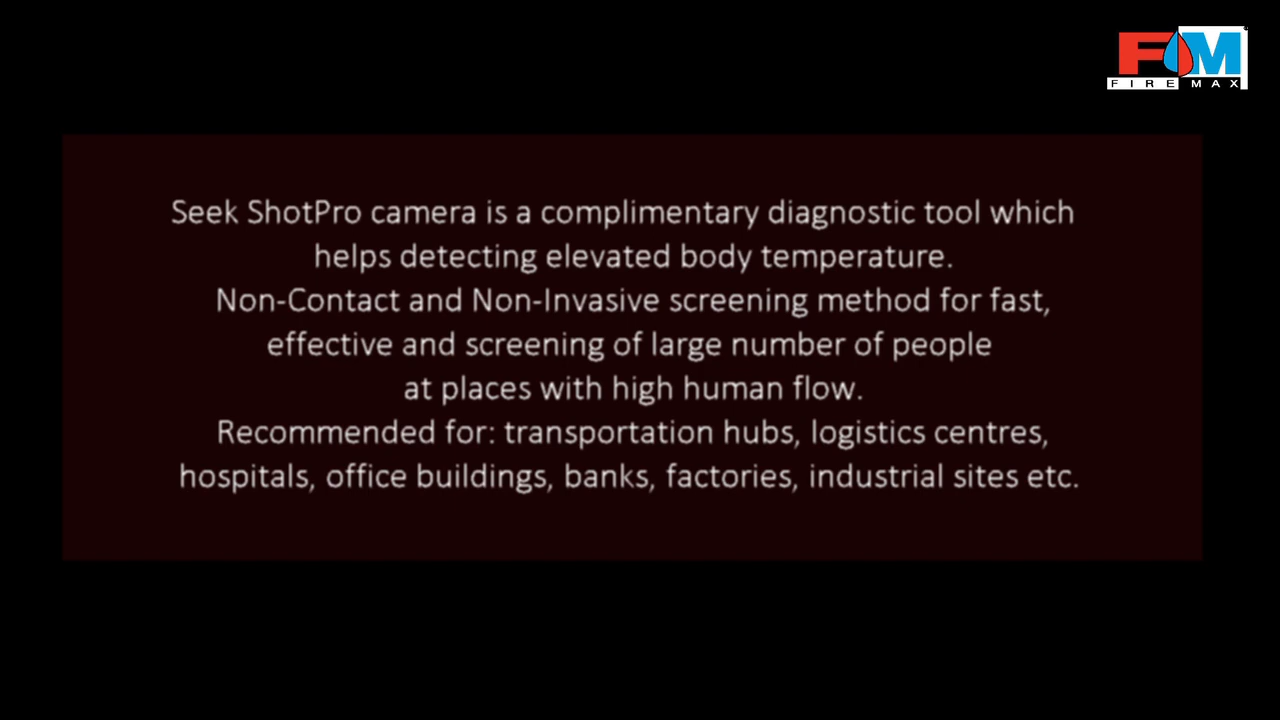 FM
FIRE MAX
Seek ShotPro camera is a complimentary diagnostic tool which
helps detecting elevated body temperature.
Non-Contact and Non-Invasive screening method for fast,
effective and screening of large number of people
at places with high human flow.
Recommended for: transportation hubs, logistics centres,
hospitals, office buildings, banks, factories, industrial sites etc.